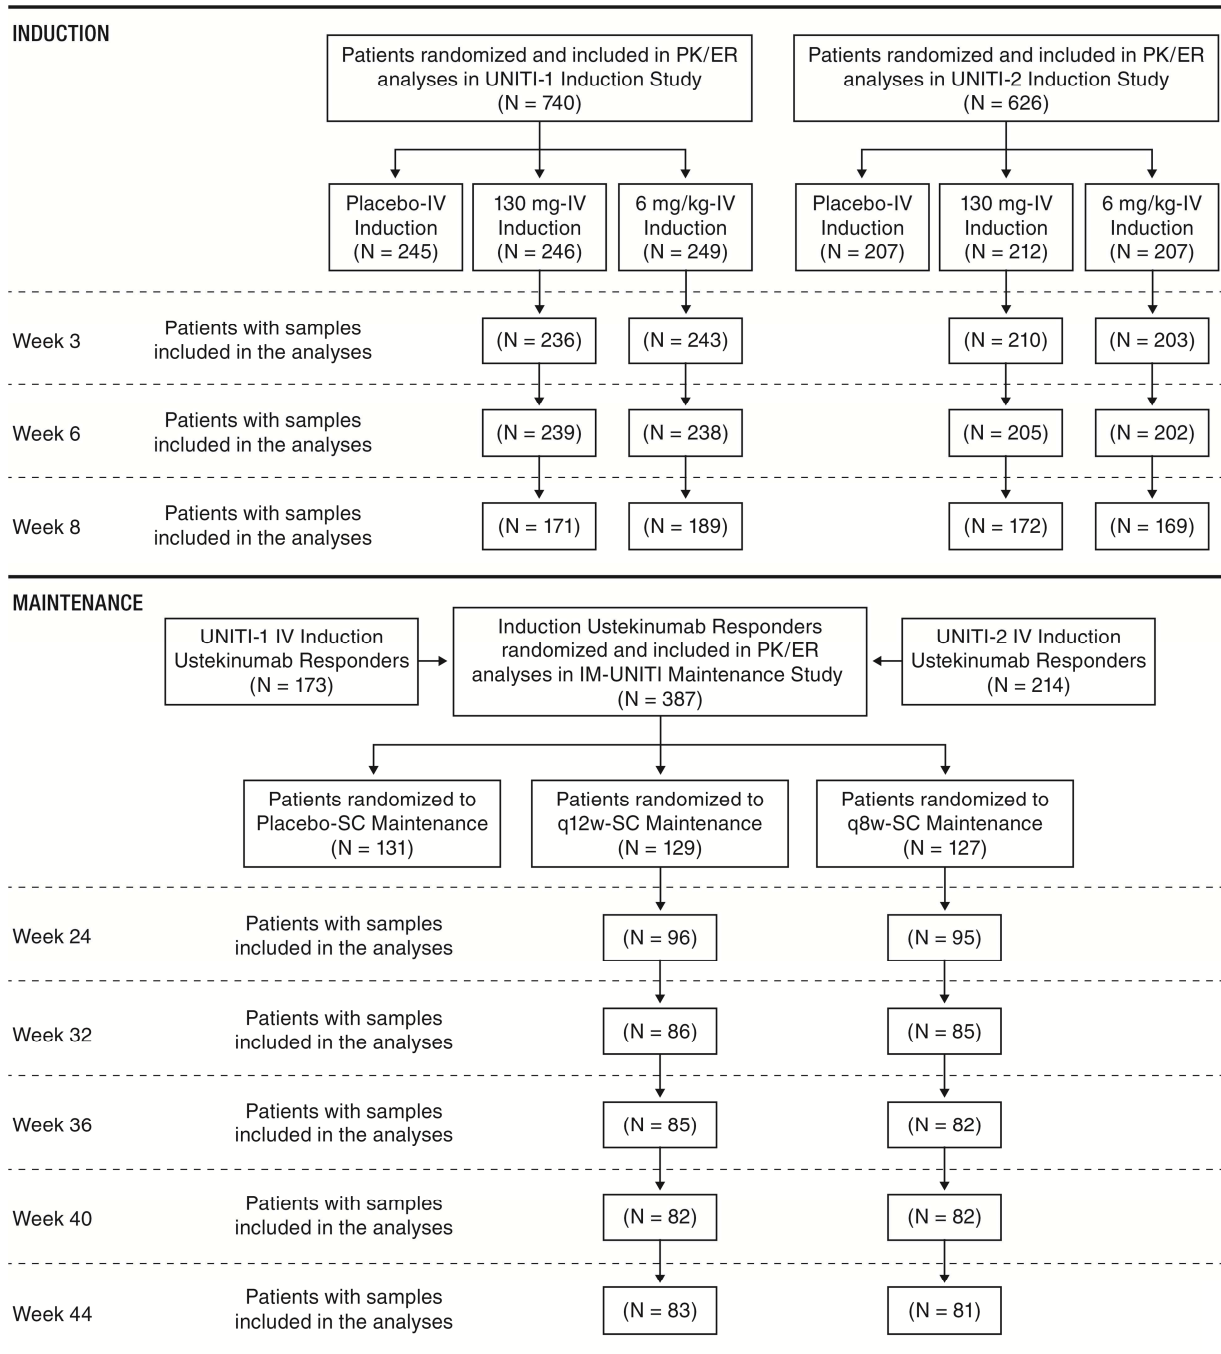 INDUCTION
Patients randomized and included in PK/ER
analyses in UNITI-1 Induction Study
(N = 740)
Patients randomized and included in PK/ER
analyses in UNITI-2 Induction Study
(N = 626)
Placebo-IV
Induction
(N = 245)
130 mg-IV
Induction
(N = 246)
6 mg/kg-IV
Induction
(N = 249)
Placebo-IV
Induction
(N = 207)
130 mg-IV
Induction
(N = 212)
6 mg/kg-IV
Induction
(N = 207)
Week 3
Patients with samples
included in the analyses
(N = 236)
(N = 243)
(N = 210)
(N = 203)
Week 6
Patients with samples
included in the analyses
(N = 239)
(N = 238)
(N = 205)
(N = 202)
Week 8
Patients with samples
included in the analyses
(N = 171)
(N = 189)
(N = 172)
(N = 169)
MAINTENANCE
UNITI-1 IV Induction
Ustekinumab Responders
(N = 173)
Induction Ustekinumab Responders
randomized and included in PK/ER
analyses in IM-UNITI Maintenance Study
(N = 387)
UNITI-2 IV Induction
Ustekinumab Responders
(N = 214)
Patients randomized to
Placebo-SC Maintenance
(N = 131)
Patients randomized to
q12w-SC Maintenance
(N = 129)
Patients randomized to
q8w-SC Maintenance
(N = 127)
Week 24
Patients with samples
included in the analyses
(N = 96)
(N = 95)
Week 32
Patients with samples
included in the analyses
(N = 86)
(N = 85)
Week 36
Patients with samples
included in the analyses
(N = 85)
(N = 82)
Week 40
Patients with samples
included in the analyses
(N = 82)
(N = 82)
Week 44
Patients with samples
included in the analyses
(N = 83)
(N = 81)